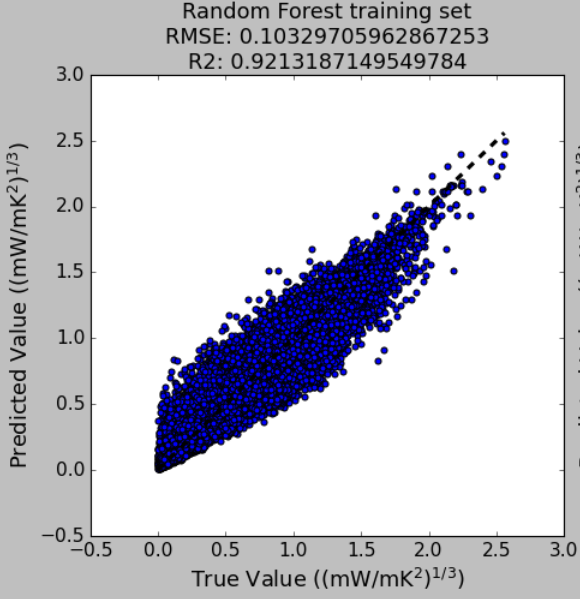 Random Forest training set
RMSE: 0.10329705962867253
R2: 0.9213187149549784
Predicted Value ((mW/mK²)^1/3)
3.0
2.5
2.0
1.5
1.0
0.5
0.0
−0.5
−0.5 0.0 0.5 1.0 1.5 2.0 2.5 3.0
True Value ((mW/mK²)^1/3)